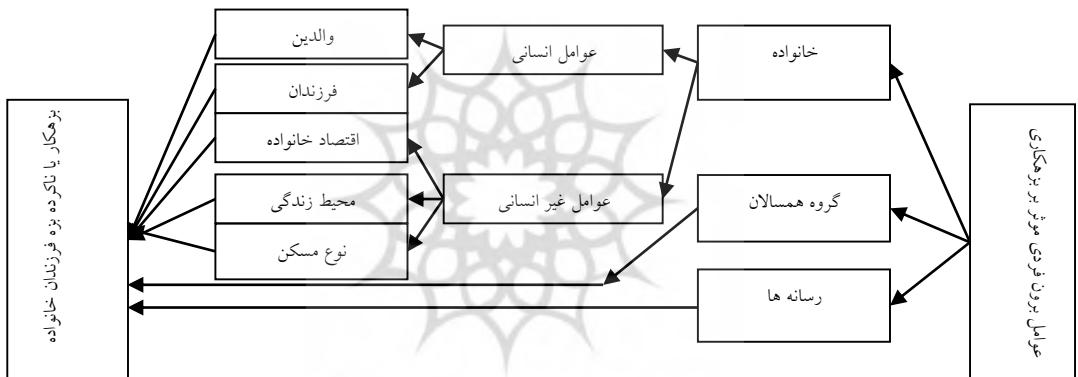 عوامل برون فردی موثر بزهکاری
خانواده
گروه همسالان
رسانه ها
عوامل انسانی
عوامل غیر انسانی
والدین
فرزندان
اقتصاد خانواده
محیط زندگی
نوع مسکن
بزهکار یا ناکرده بزه فرزندان خانواده